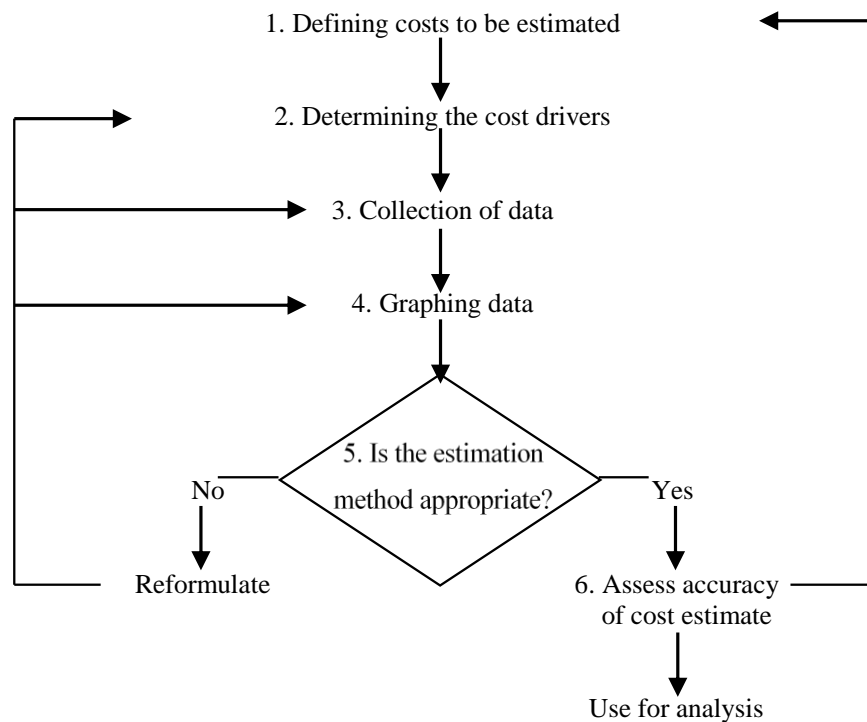 1. Defining costs to be estimated
2. Determining the cost drivers
3. Collection of data
4. Graphing data
5. Is the estimation
method appropriate?
No
Yes
Reformulate
6. Assess accuracy
of cost estimate
Use for analysis